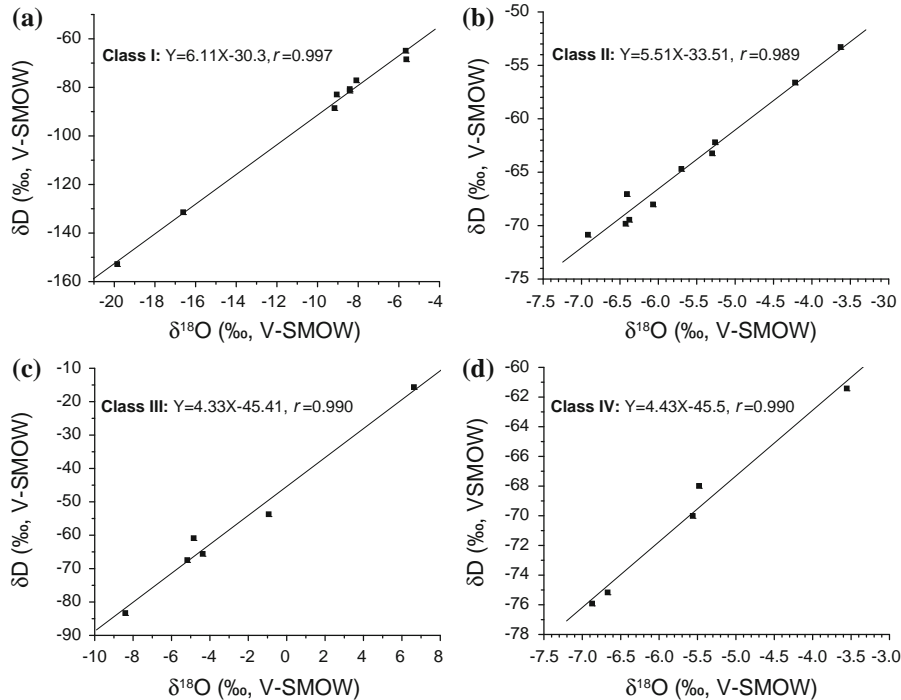 (a)
Class I: Y=6.11X-30.3, r=0.997
δD (‰, V-SMOW)
-60
-80
-100
-120
-140
-160
-20 -18 -16 -14 -12 -10 -8 -6 -4
δ¹⁸O (‰, V-SMOW)
(b)
Class II: Y=5.51X-33.51, r=0.989
δD (‰, V-SMOW)
-50
-55
-60
-65
-70
-75
-7.5 -7.0 -6.5 -6.0 -5.5 -5.0 -4.5 -4.0 -3.5 -3.0
δ¹⁸O (‰, V-SMOW)
(c)
Class III: Y=4.33X-45.41, r=0.990
δD (‰, V-SMOW)
-10
-20
-30
-40
-50
-60
-70
-80
-90
-10 -8 -6 -4 -2 0 2 4 6 8
δ¹⁸O (‰, V-SMOW)
(d)
Class IV: Y=4.43X-45.5, r=0.990
δD (‰, VSMOW)
-60
-62
-64
-66
-68
-70
-72
-74
-76
-78
-7.5 -7.0 -6.5 -6.0 -5.5 -5.0 -4.5 -4.0 -3.5 -3.0
δ¹⁸O (‰, V-SMOW)